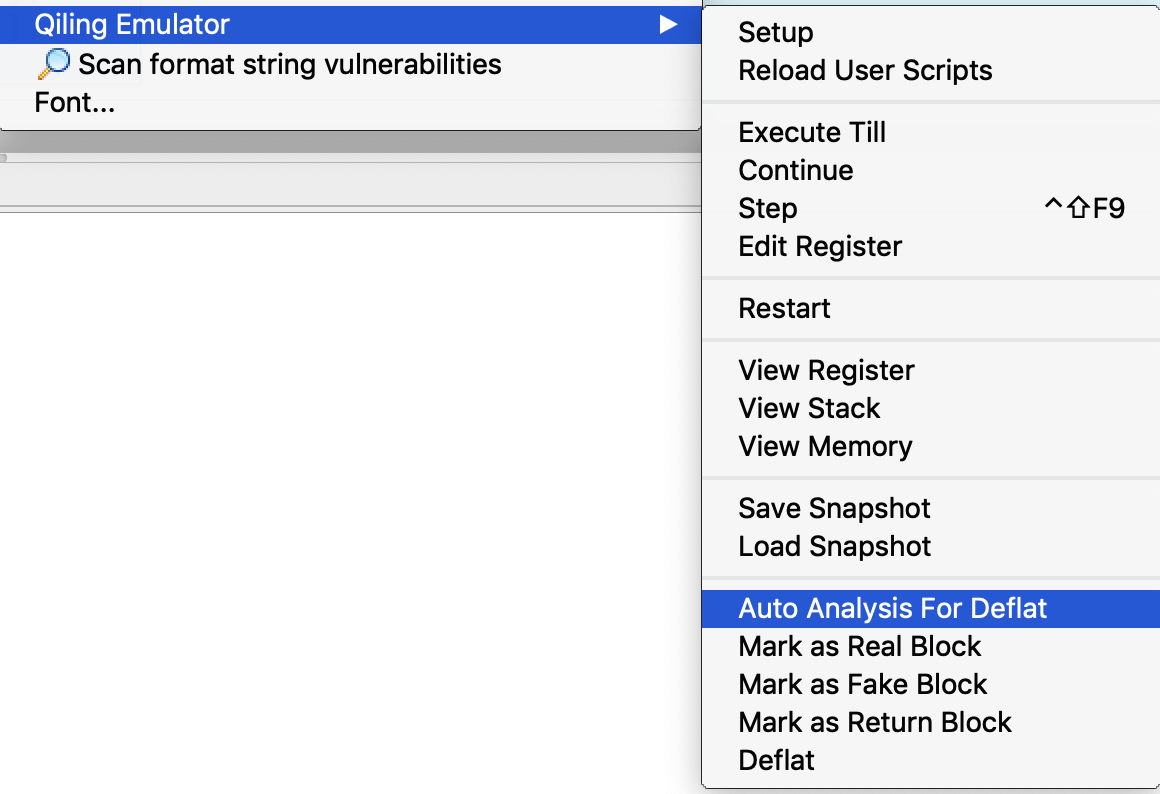 Qiling Emulator
Scan format string vulnerabilities
Font...
Setup
Reload User Scripts
Execute Till
Continue
Step ^⇧F9
Edit Register
Restart
View Register
View Stack
View Memory
Save Snapshot
Load Snapshot
Auto Analysis For Deflat
Mark as Real Block
Mark as Fake Block
Mark as Return Block
Deflat